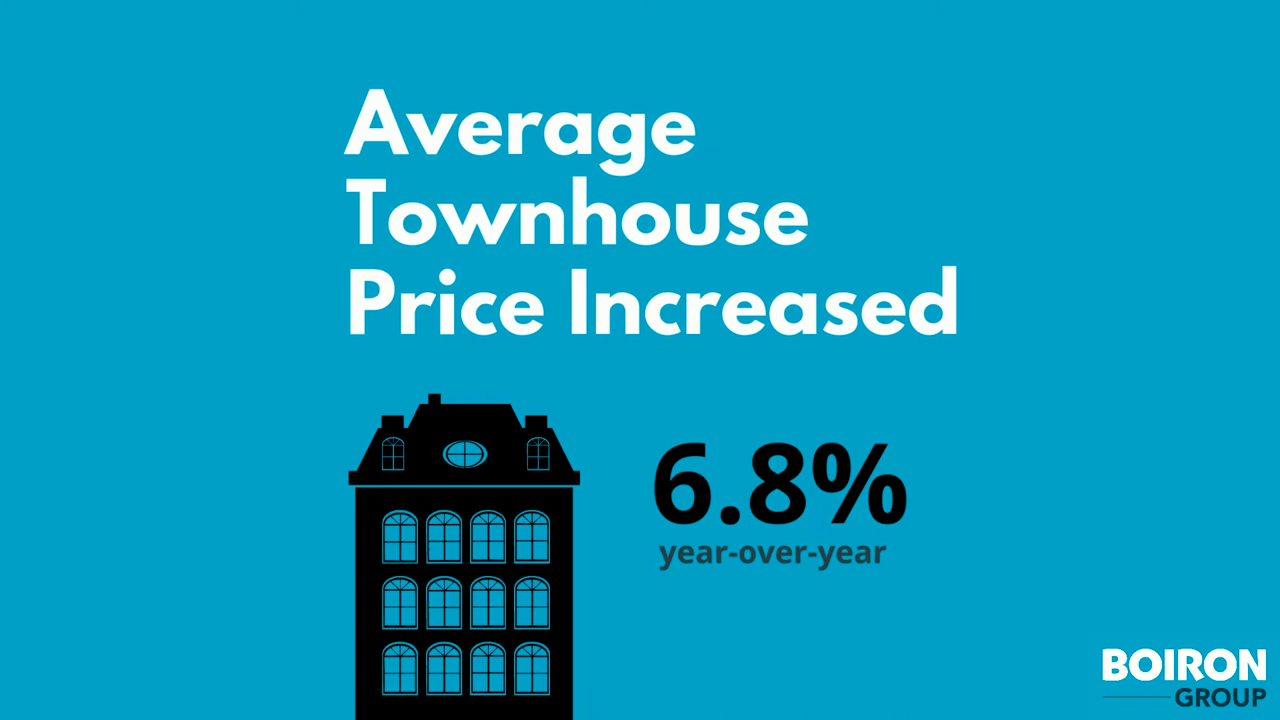 Average
Townhouse
Price Increased
6.8%
year-over-year
BOIRON
GROUP